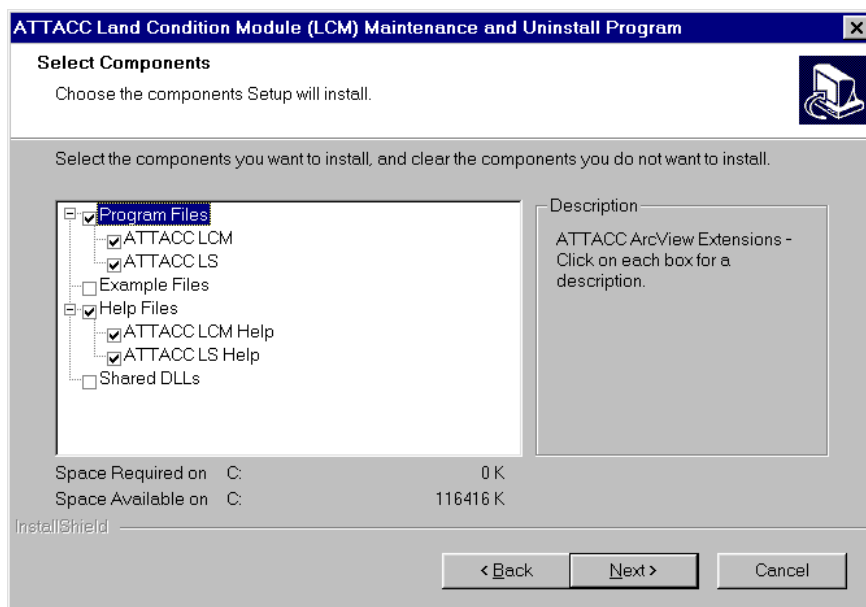 ATTACC Land Condition Module (LCM) Maintenance and Uninstall Program
Select Components
Choose the components Setup will install.
Select the components you want to install, and clear the components you do not want to install.
Program Files
ATTACC LCM
ATTACC LS
Example Files
Help Files
ATTACC LCM Help
ATTACC LS Help
Shared DLLs
Description
ATTACC ArcView Extensions -
Click on each box for a
description.
Space Required on C: 0 K
Space Available on C: 116416 K
InstallShield
< Back Next > Cancel